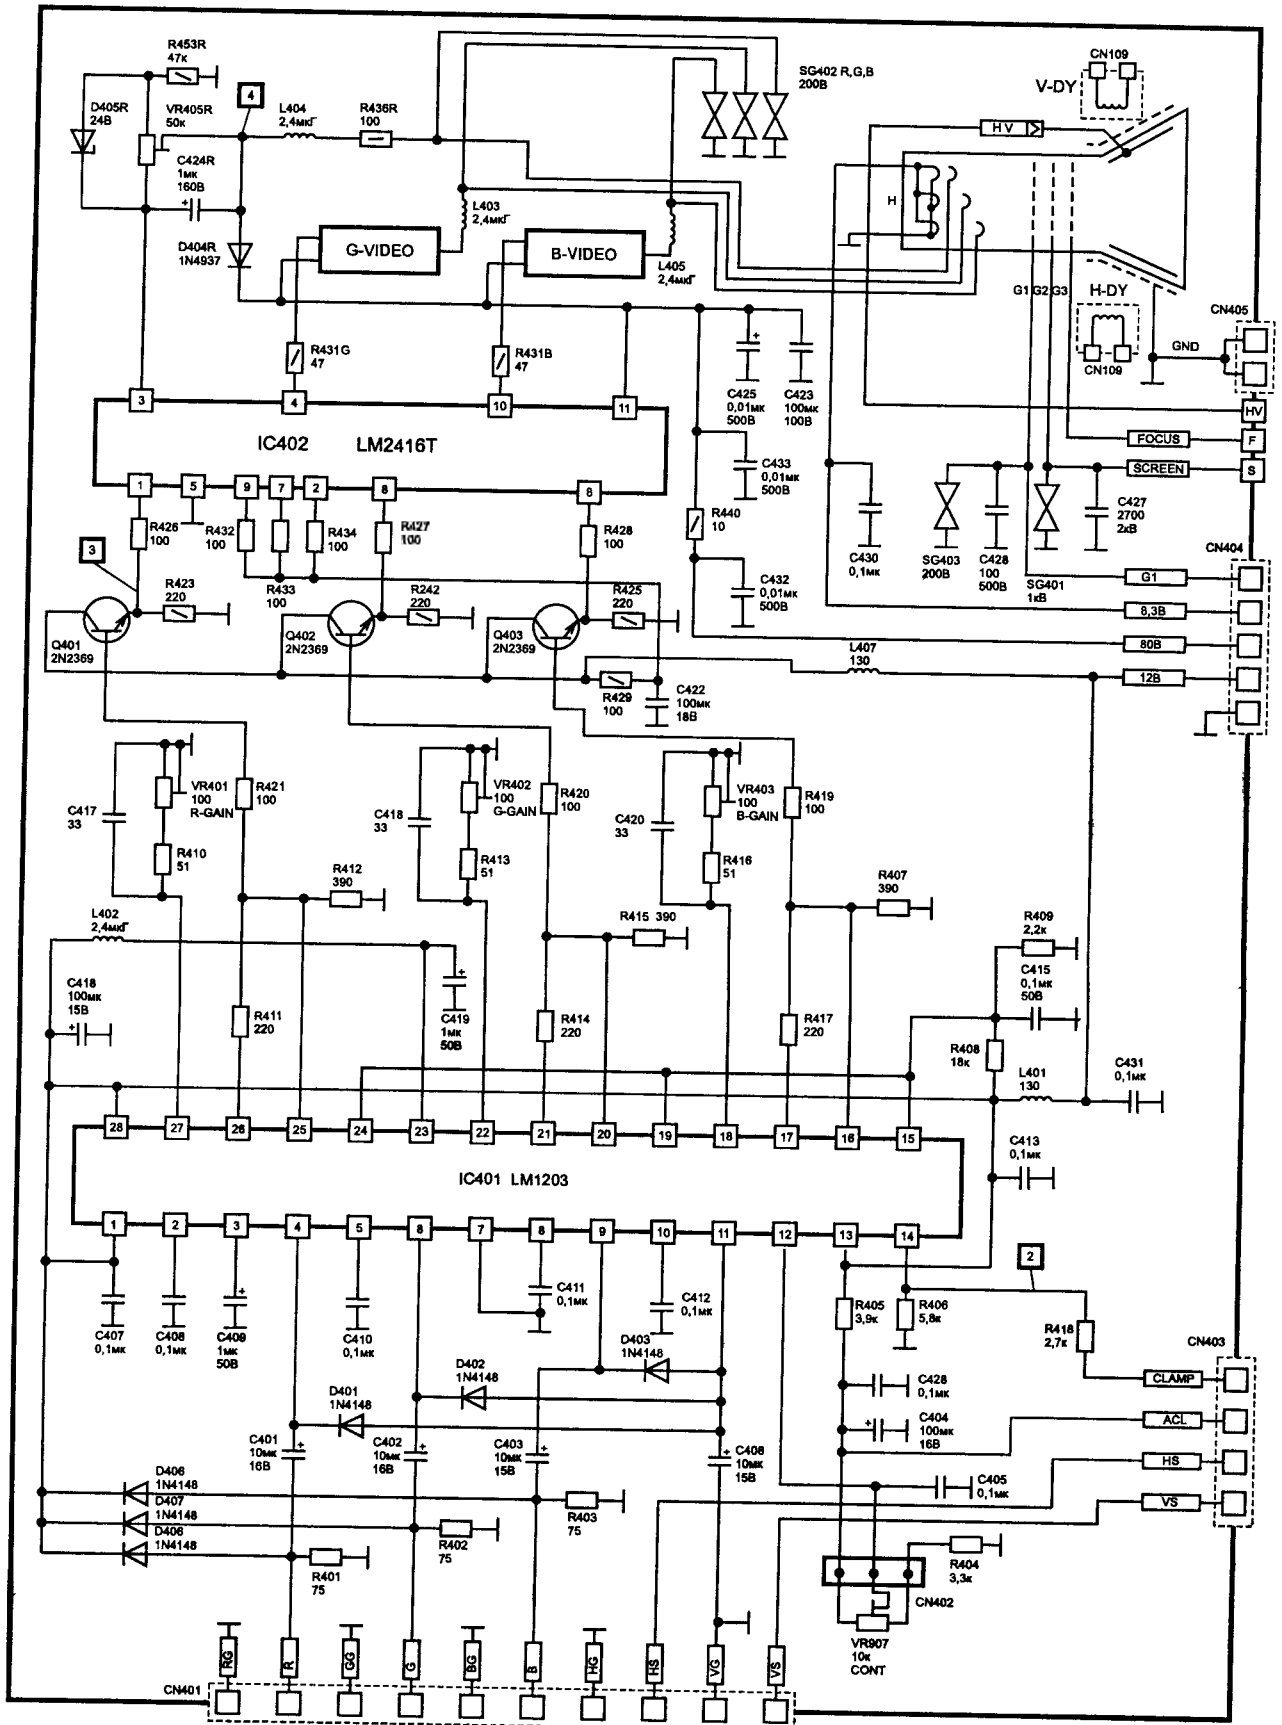 R453R
47к
D405R
24В
VR405R
50к
4
L404
2,4мкГ
R436R
100
SG402 R,G,B
200В
V-DY
CN109
C424R
1мк
160В
HV
L403
2,4мкГ
H
D404R
1N4937
G-VIDEO
B-VIDEO
L405
2,4мкГ
G1
G2
G3
H-DY
CN109
CN405
GND
R431G
47
R431B
47
C425
0,01мк
500В
C423
100мк
100В
HV
3
4
10
11
IC402 LM2416T
FOCUS
F
SCREEN
S
C433
0,01мк
500В
1
5
9
7
2
8
8
R426
100
R432
100
R434
100
R427
100
R428
100
R440
10
C430
0,1мк
SG403
200В
C428
100
500В
SG401
1кВ
C427
2700
2кВ
CN404
3
R423
220
R433
100
R242
220
R425
220
C432
0,01мк
500В
G1
8,3В
80В
12В
Q401
2N2369
Q402
2N2369
Q403
2N2369
L407
130
R429
100
C422
100мк
18В
C417
33
VR401
100
R-GAIN
R421
100
C418
33
VR402
100
G-GAIN
R420
100
C420
33
VR403
100
B-GAIN
R419
100
R410
51
R412
390
R413
51
R416
51
R407
390
L402
2,4мкГ
R415 390
R409
2,2к
C418
100мк
15В
C419
1мк
50В
C415
0,1мк
50В
R411
220
R414
220
R417
220
R408
18к
L401
130
C431
0,1мк
28
27
26
25
24
23
22
21
20
19
18
17
16
15
IC401 LM1203
C413
0,1мк
1
2
3
4
5
6
7
8
9
10
11
12
13
14
2
C407
0,1мк
C408
0,1мк
C409
1мк
50В
C410
0,1мк
C411
0,1мк
C412
0,1мк
R405
3,9к
R406
5,8к
R418
2,7к
CN403
D403
1N4148
D402
1N4148
D401
1N4148
CLAMP
C428
0,1мк
C404
100мк
16В
ACL
C401
10мк
16В
C402
10мк
16В
C403
10мк
15В
C408
10мк
15В
HS
C405
0,1мк
VS
D406
1N4148
D407
1N4148
D406
1N4148
R403
75
R402
75
R401
75
R404
3,3к
CN402
VR907
10к
CONT
RG
R
GG
G
BG
B
HG
HS
VG
VS
CN401